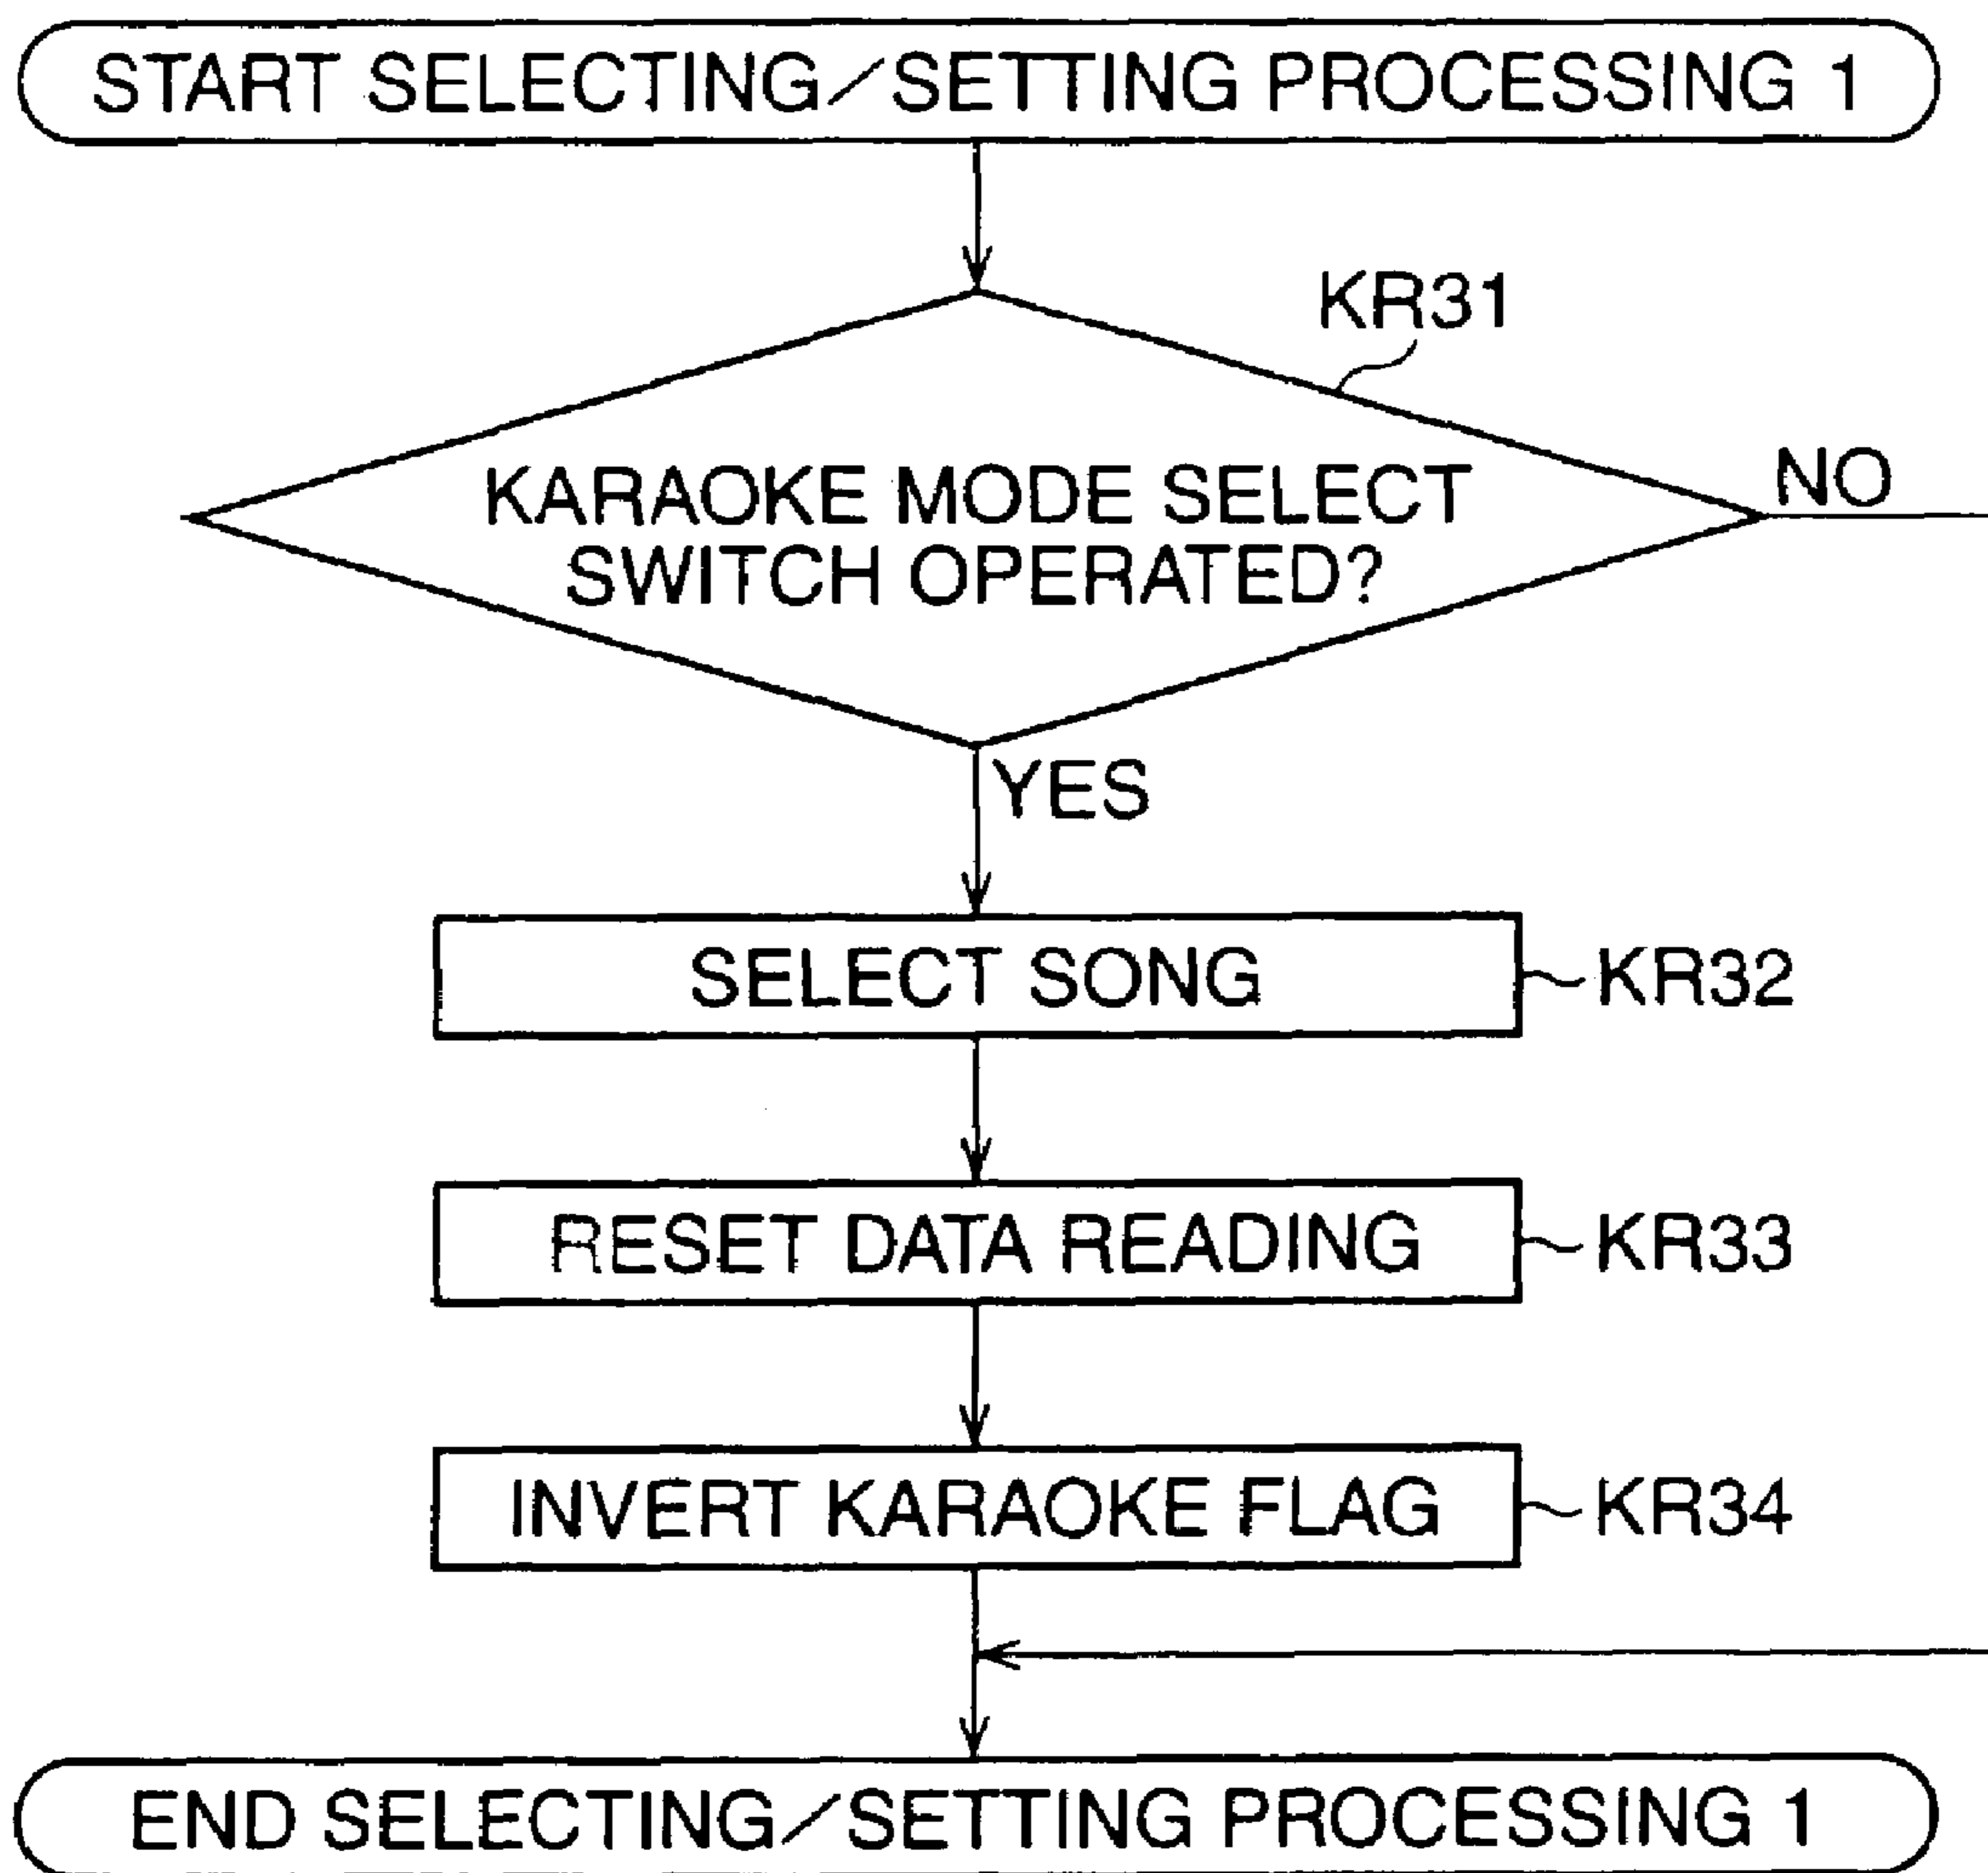 START SELECTING/SETTING PROCESSING 1
KR31
KARAOKE MODE SELECT
SWITCH OPERATED?
NO
YES
SELECT SONG
KR32
RESET DATA READING
KR33
INVERT KARAOKE FLAG
KR34
END SELECTING/SETTING PROCESSING 1